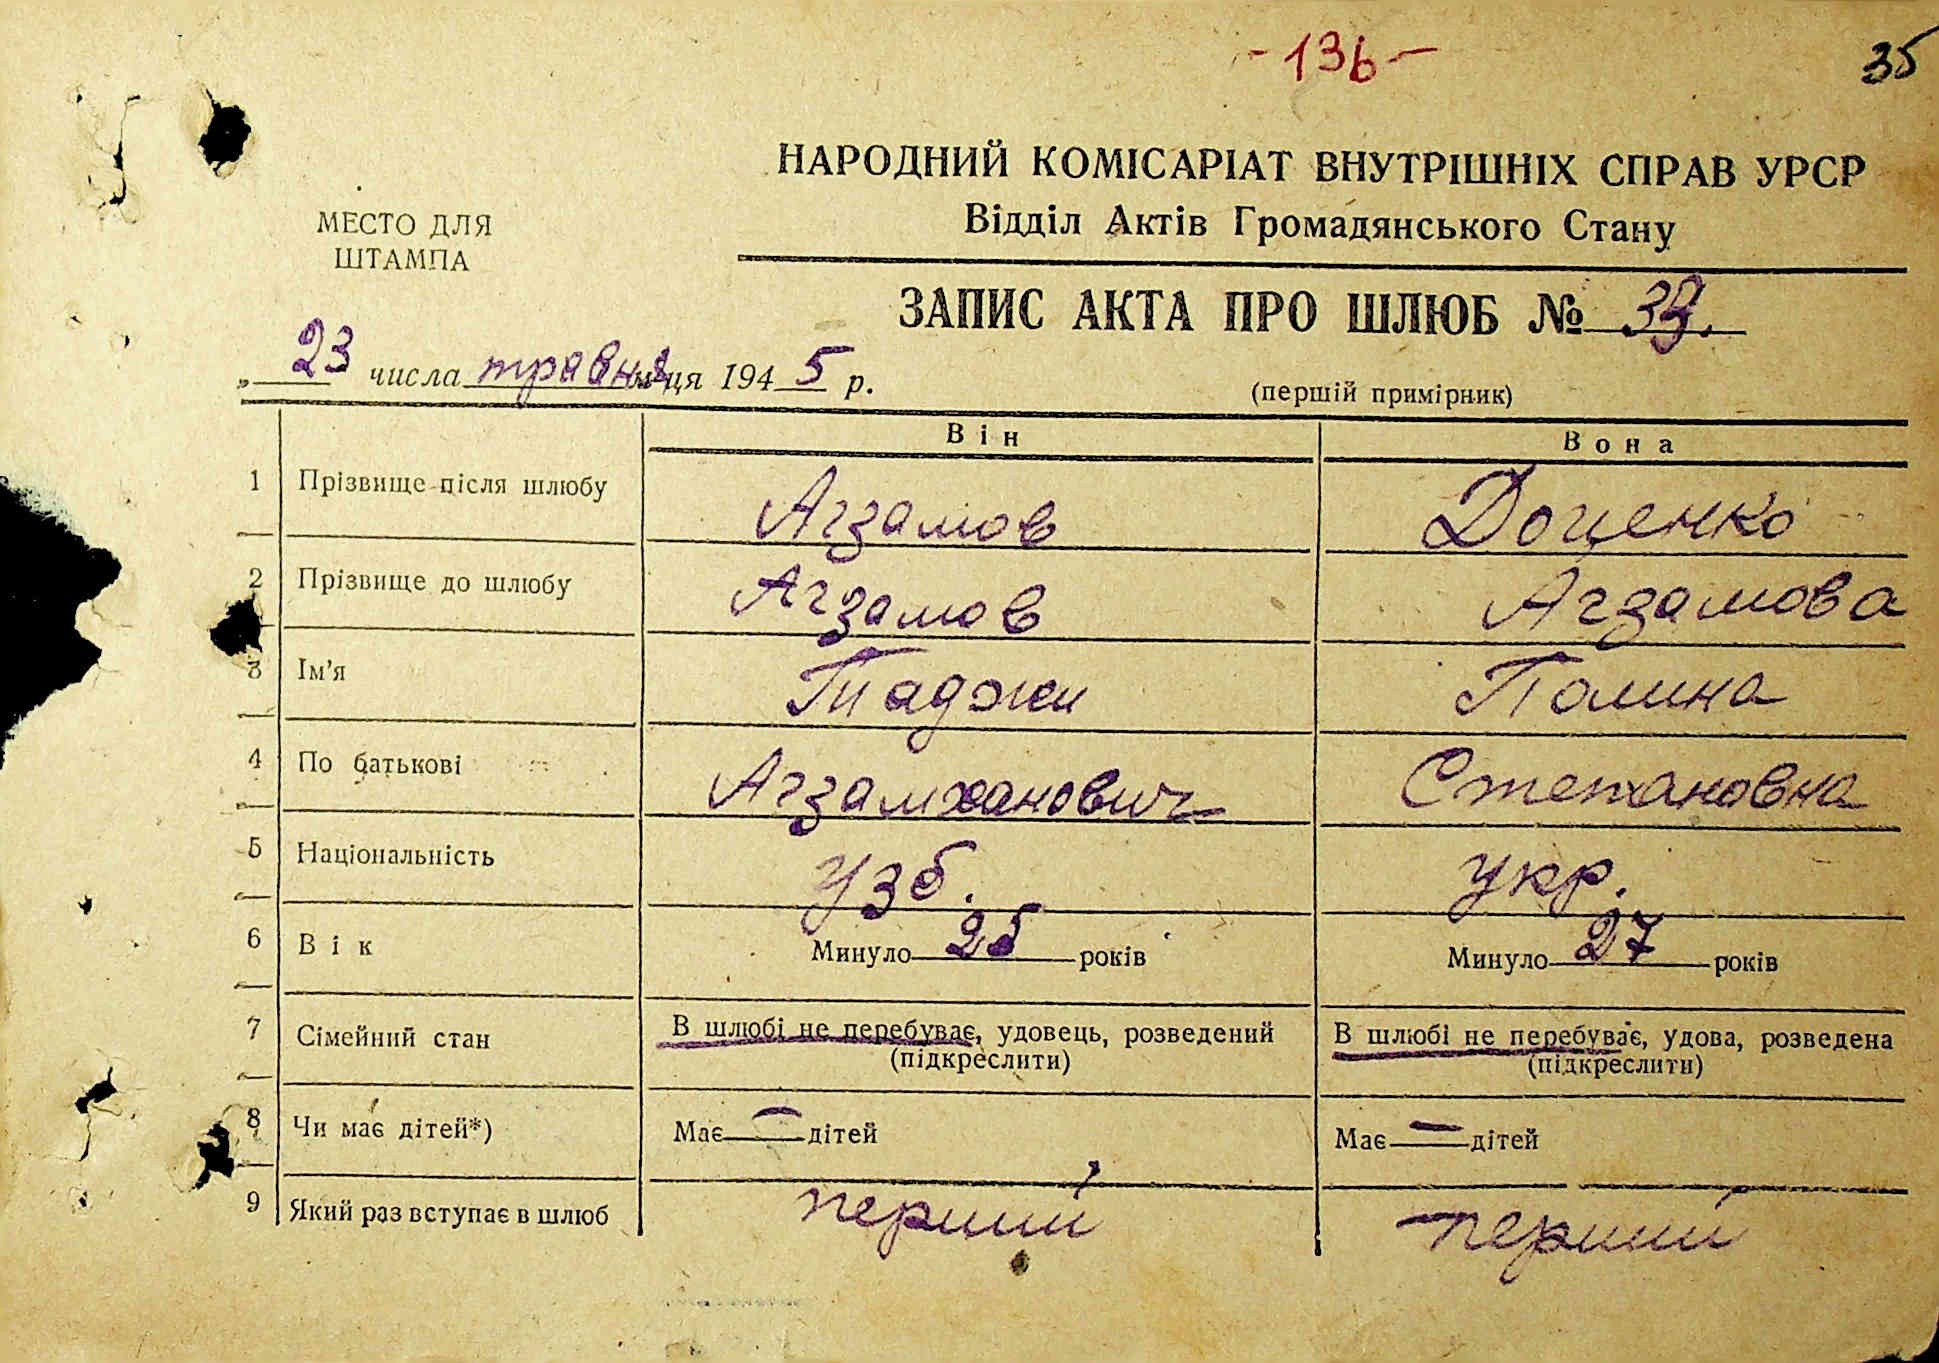 -136-
35
НАРОДНИЙ КОМІСАРІАТ ВНУТРІШНІХ СПРАВ УРСР
Відділ Актів Громадянського Стану
МЕСТО ДЛЯ
ШТАМПА
ЗАПИС АКТА ПРО ШЛЮБ №
„ 23 числа травня м-ця 1945 р.
(першій примірник)
Він Вона
1 Прізвище після шлюбу Агзамов Доценко
2 Прізвище до шлюбу Агзамов Агзамова
3 Ім'я Таджи Полина
4 По батькові Агзамханович Степановна
5 Національність узб. укр.
6 Вік Минуло 25 років Минуло 27 років
7 Сімейний стан В шлюбі не перебуває, удовець, розведений В шлюбі не перебуває, удова, розведена
(підкреслити) (підкреслити)
8 Чи має дітей*) Має — дітей Має — дітей
9 Який раз вступає в шлюб перший перший